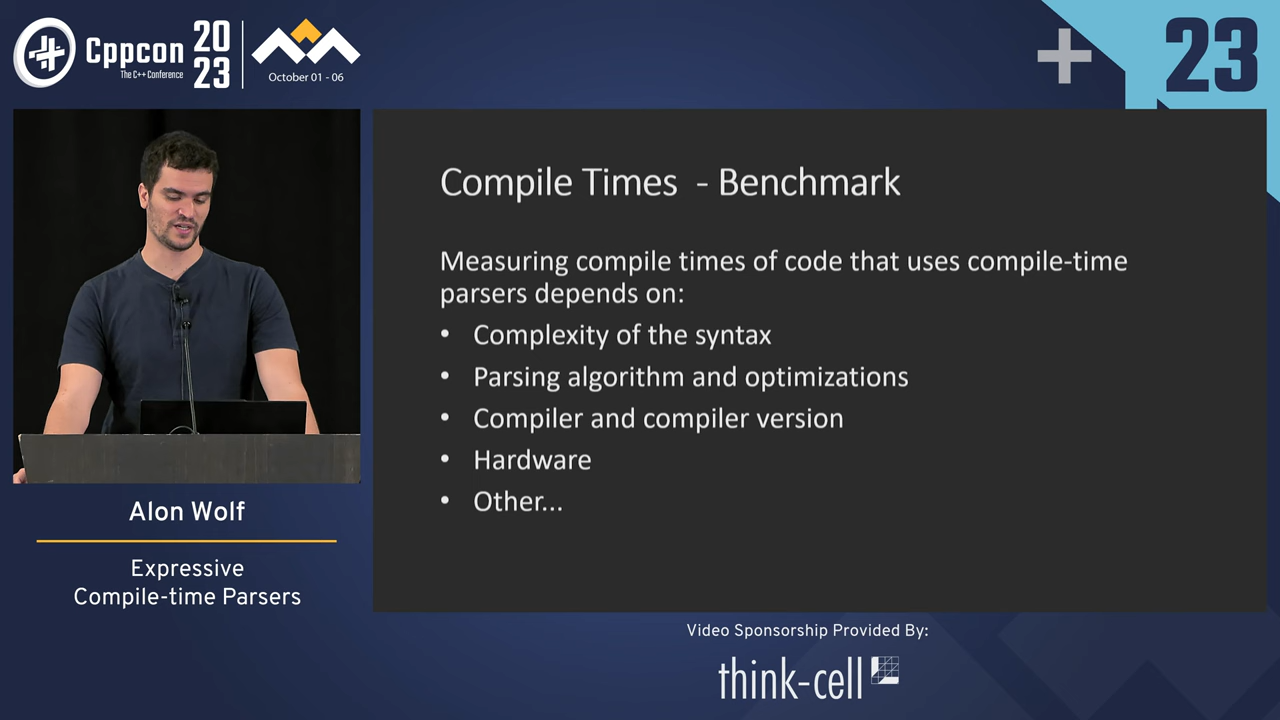 Cppcon
The C++ Conference
20
23
October 01 - 06
23
Compile Times - Benchmark
Measuring compile times of code that uses compile-time
parsers depends on:
• Complexity of the syntax
• Parsing algorithm and optimizations
• Compiler and compiler version
• Hardware
• Other...
Alon Wolf
Expressive
Compile-time Parsers
Video Sponsorship Provided By:
think-cell